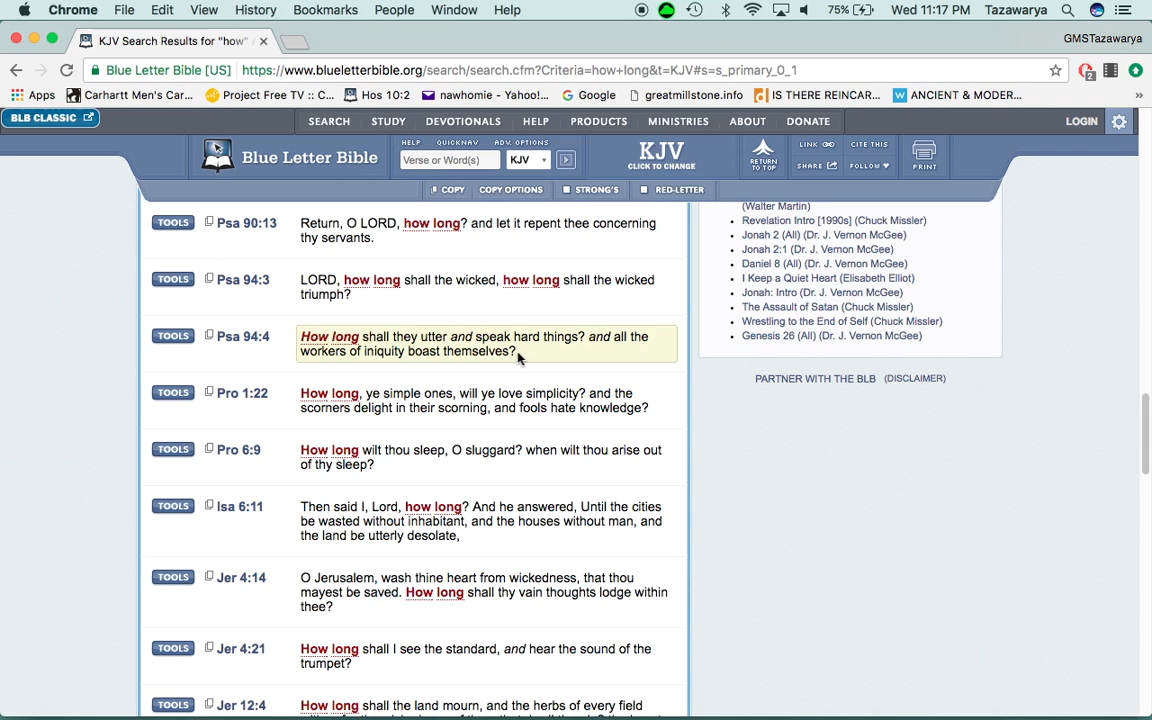 Chrome File Edit View History Bookmarks People Window Help 75% Wed 11:17 PM Tazawarya
KJV Search Results for "how"
GMSTazawarya
Blue Letter Bible [US] https://www.blueletterbible.org/search/search.cfm?Criteria=how+long&t=KJV#s=s_primary_0_1
2
Apps Carhartt Men's Car... Project Free TV :: C... Hos 10:2 nawhomie - Yahoo!... Google greatmillstone.info IS THERE REINCAR... ANCIENT & MODER... »
BLB CLASSIC SEARCH STUDY DEVOTIONALS HELP PRODUCTS MINISTRIES ABOUT DONATE LOGIN
HELP QUICKNAV ADV. OPTIONS
Blue Letter Bible Verse or Word(s) KJV
KJV
CLICK TO CHANGE
RETURN
TO TOP
LINK CITE THIS
SHARE FOLLOW
PRINT
COPY COPY OPTIONS STRONG'S RED-LETTER
TOOLS Psa 90:13 Return, O LORD, how long? and let it repent thee concerning
thy servants.
TOOLS Psa 94:3 LORD, how long shall the wicked, how long shall the wicked
triumph?
TOOLS Psa 94:4 How long shall they utter and speak hard things? and all the
workers of iniquity boast themselves?
TOOLS Pro 1:22 How long, ye simple ones, will ye love simplicity? and the
scorners delight in their scorning, and fools hate knowledge?
TOOLS Pro 6:9 How long wilt thou sleep, O sluggard? when wilt thou arise out
of thy sleep?
TOOLS Isa 6:11 Then said I, Lord, how long? And he answered, Until the cities
be wasted without inhabitant, and the houses without man, and
the land be utterly desolate,
TOOLS Jer 4:14 O Jerusalem, wash thine heart from wickedness, that thou
mayest be saved. How long shall thy vain thoughts lodge within
thee?
TOOLS Jer 4:21 How long shall I see the standard, and hear the sound of the
trumpet?
TOOLS Jer 12:4 How long shall the land mourn, and the herbs of every field
(Walter Martin)
Revelation Intro [1990s] (Chuck Missler)
Jonah 2 (All) (Dr. J. Vernon McGee)
Jonah 2:1 (Dr. J. Vernon McGee)
Daniel 8 (All) (Dr. J. Vernon McGee)
I Keep a Quiet Heart (Elisabeth Elliot)
Jonah: Intro (Dr. J. Vernon McGee)
The Assault of Satan (Chuck Missler)
Wrestling to the End of Self (Chuck Missler)
Genesis 26 (All) (Dr. J. Vernon McGee)
PARTNER WITH THE BLB (DISCLAIMER)